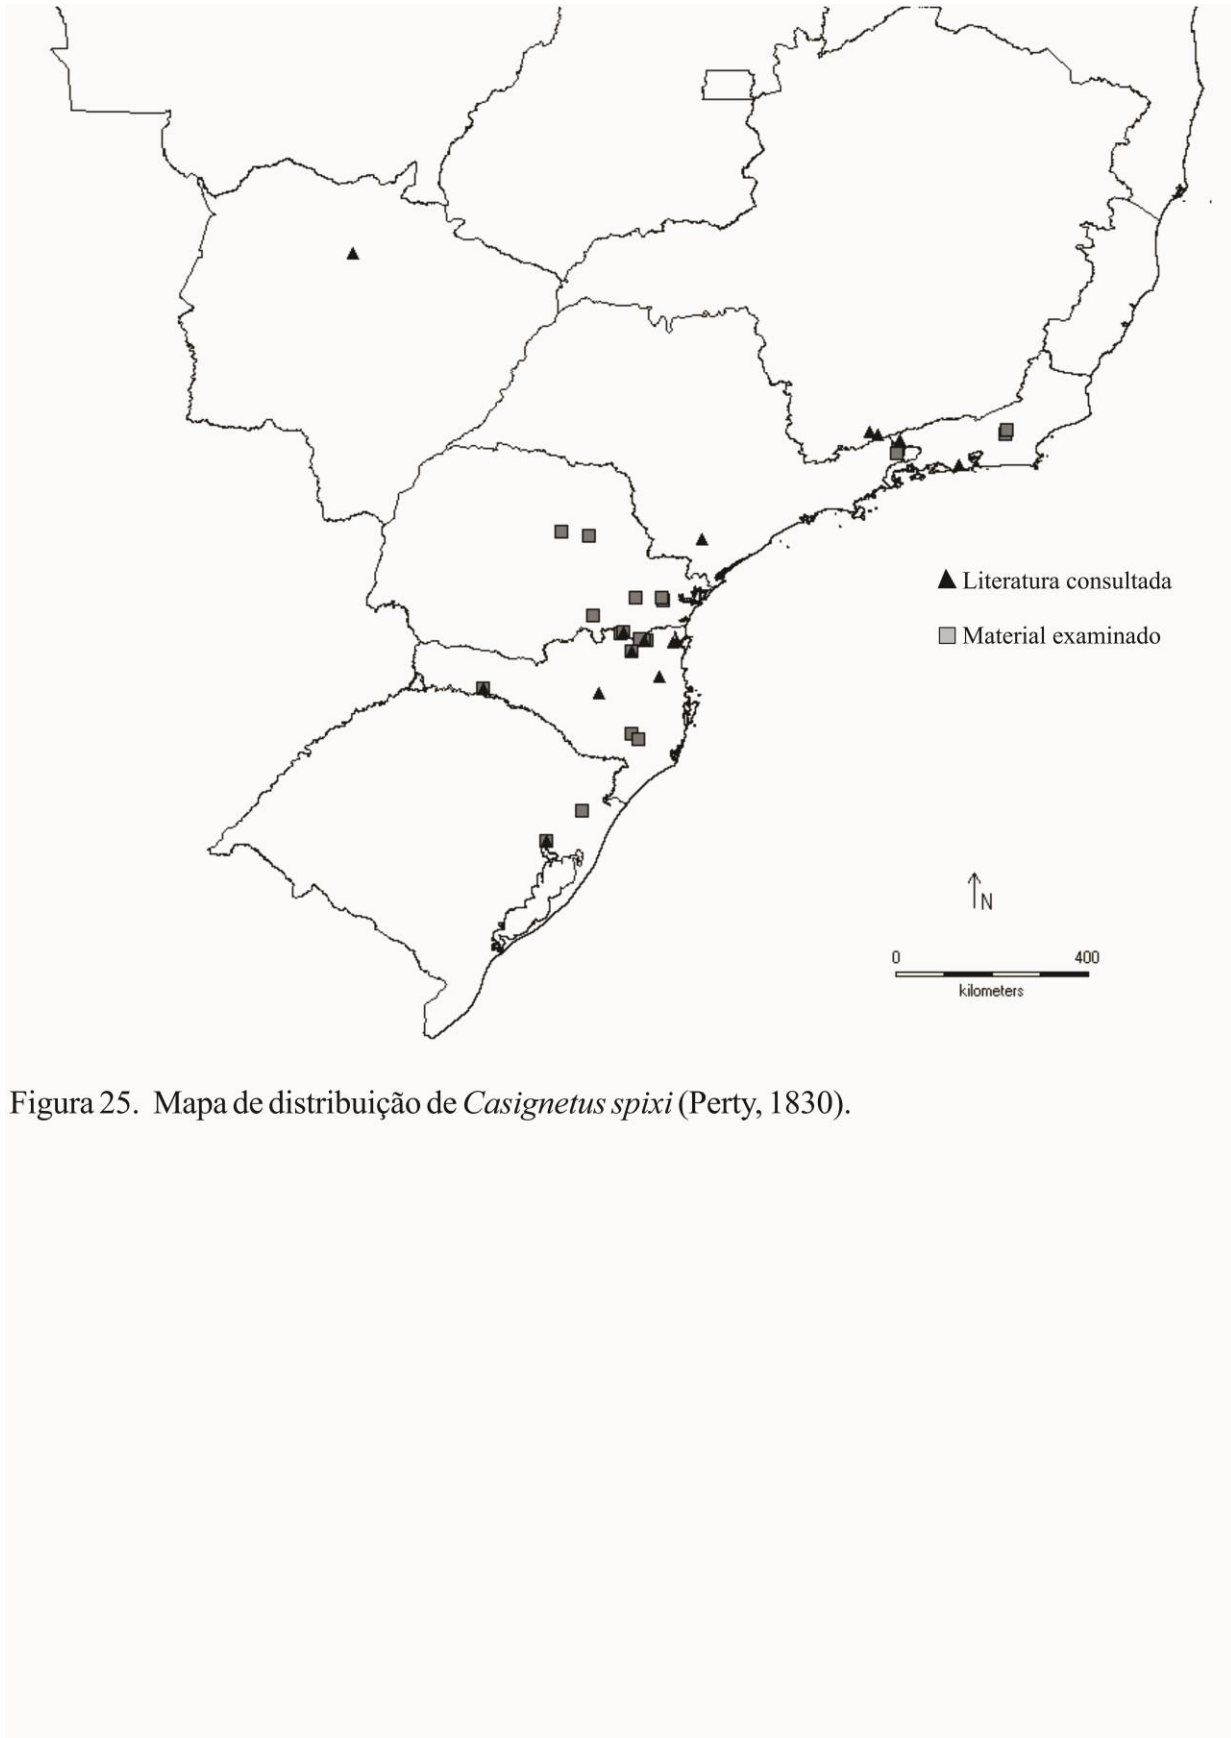 Literatura consultada
Material examinado
N
0 400
kilometers
Figura 25. Mapa de distribuição de Casignetus spixi (Perty, 1830).